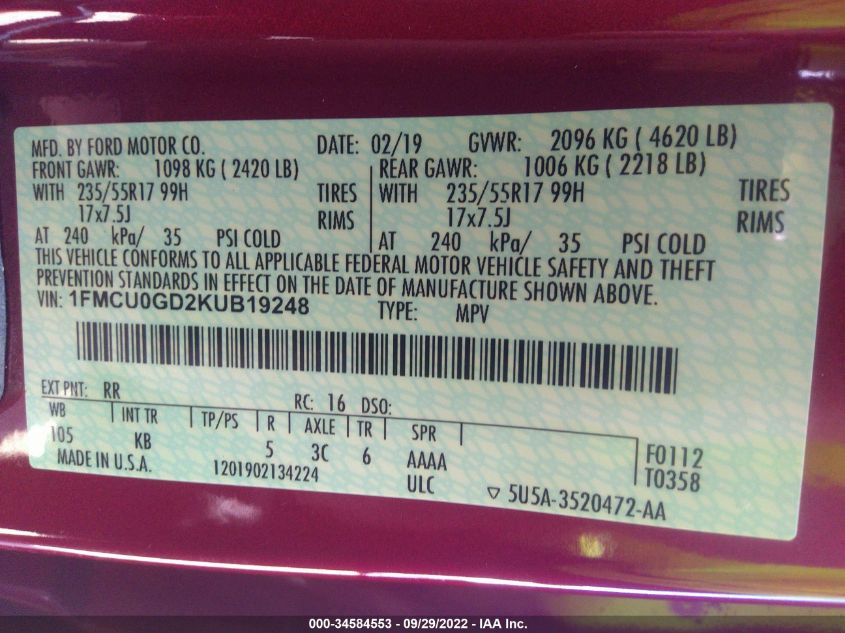 MFD. BY FORD MOTOR CO. DATE: 02/19 GVWR: 2096 KG ( 4620 LB)
FRONT GAWR: 1098 KG ( 2420 LB) REAR GAWR: 1006 KG ( 2218 LB)
WITH 235/55R17 99H TIRES WITH 235/55R17 99H TIRES
17x7.5J RIMS 17x7.5J RIMS
AT 240 kPa/ 35 PSI COLD AT 240 kPa/ 35 PSI COLD
THIS VEHICLE CONFORMS TO ALL APPLICABLE FEDERAL MOTOR VEHICLE SAFETY AND THEFT
PREVENTION STANDARDS IN EFFECT ON THE DATE OF MANUFACTURE SHOWN ABOVE.
VIN: 1FMCU0GD2KUB19248 TYPE: MPV
EXT PNT: RR RC: 16 DSO:
WB INT TR TP/PS R AXLE TR SPR
105 KB 5 3C 6 AAAA F0112
MADE IN U.S.A. 1201902134224 ULC T0358
▽ 5U5A-3520472-AA
000-34584553 - 09/29/2022 - IAA Inc.